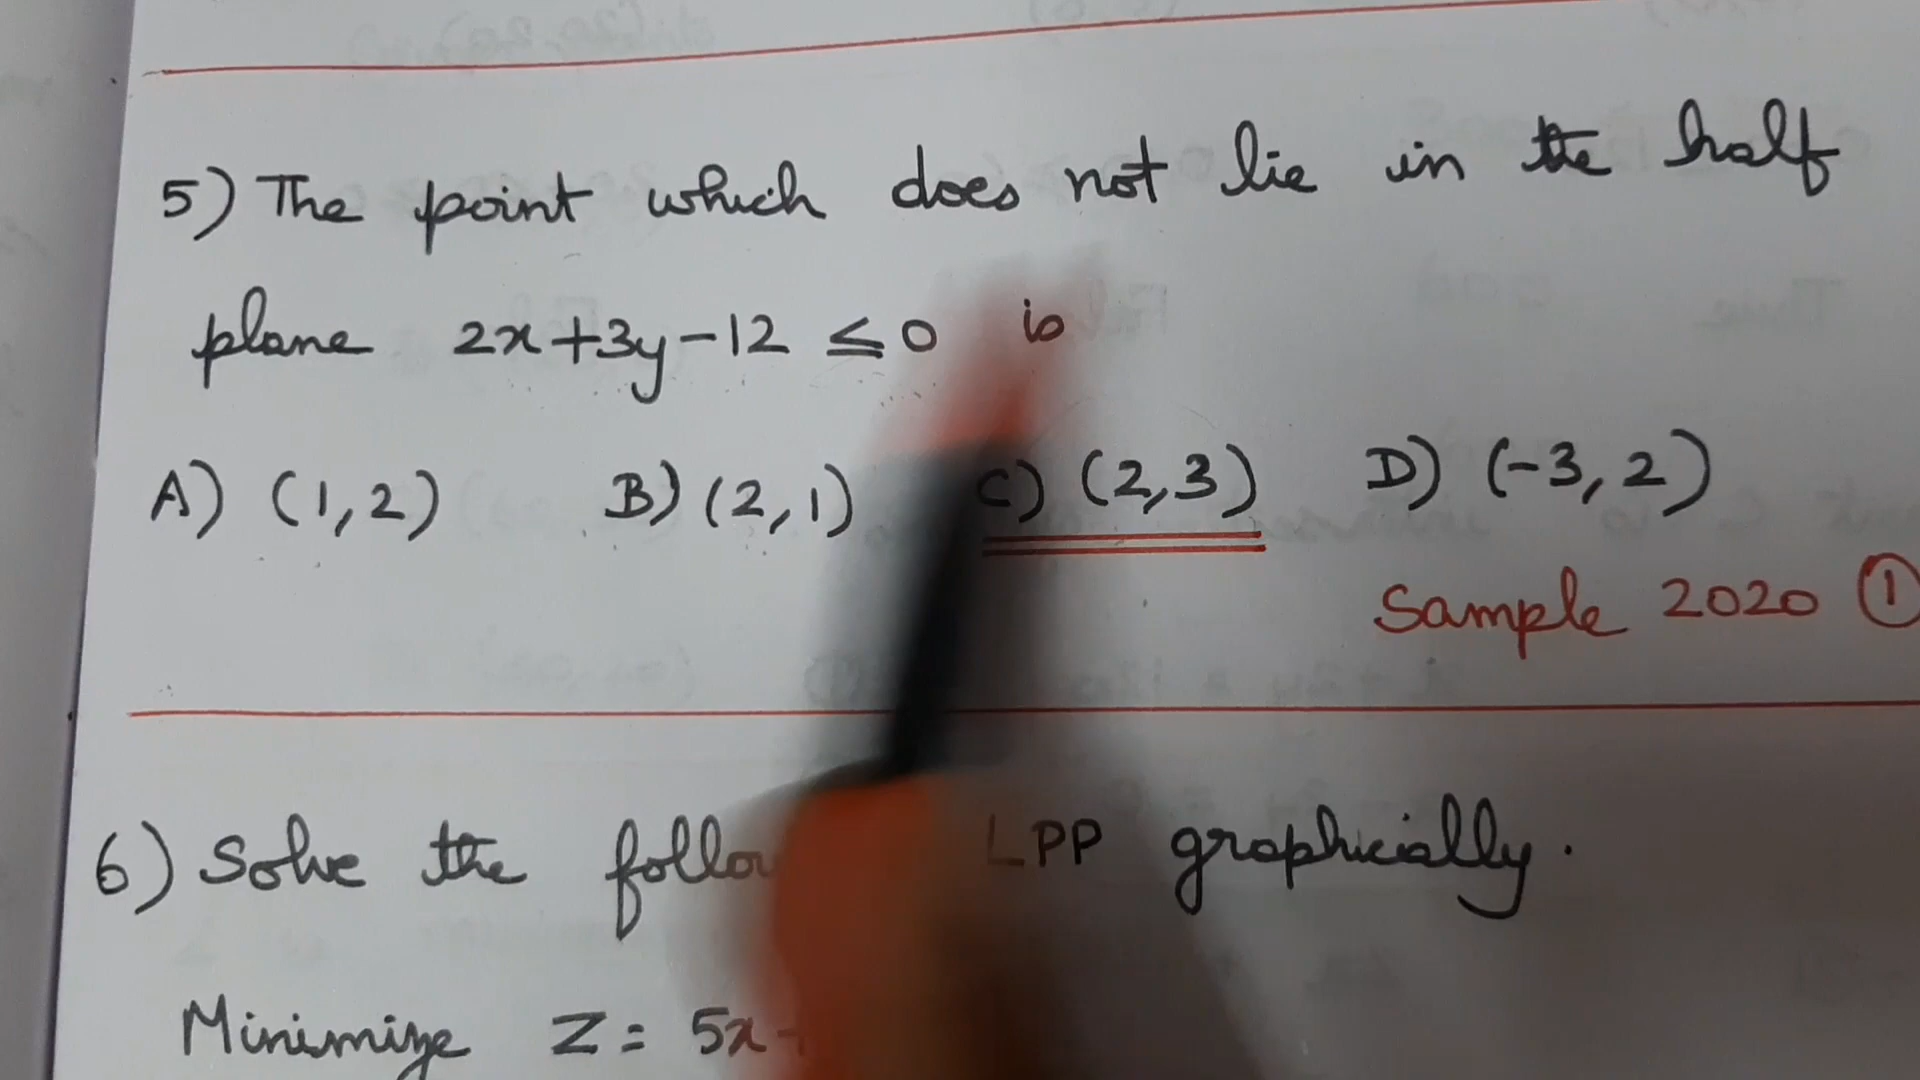 5) The point which does not lie in the half
plane 2x+3y-12 ≤ 0 is
A) (1,2) B) (2,1) C) (2,3) D) (-3,2)
Sample 2020 ①
6) Solve the LPP graphically.
Minimize Z = 5x